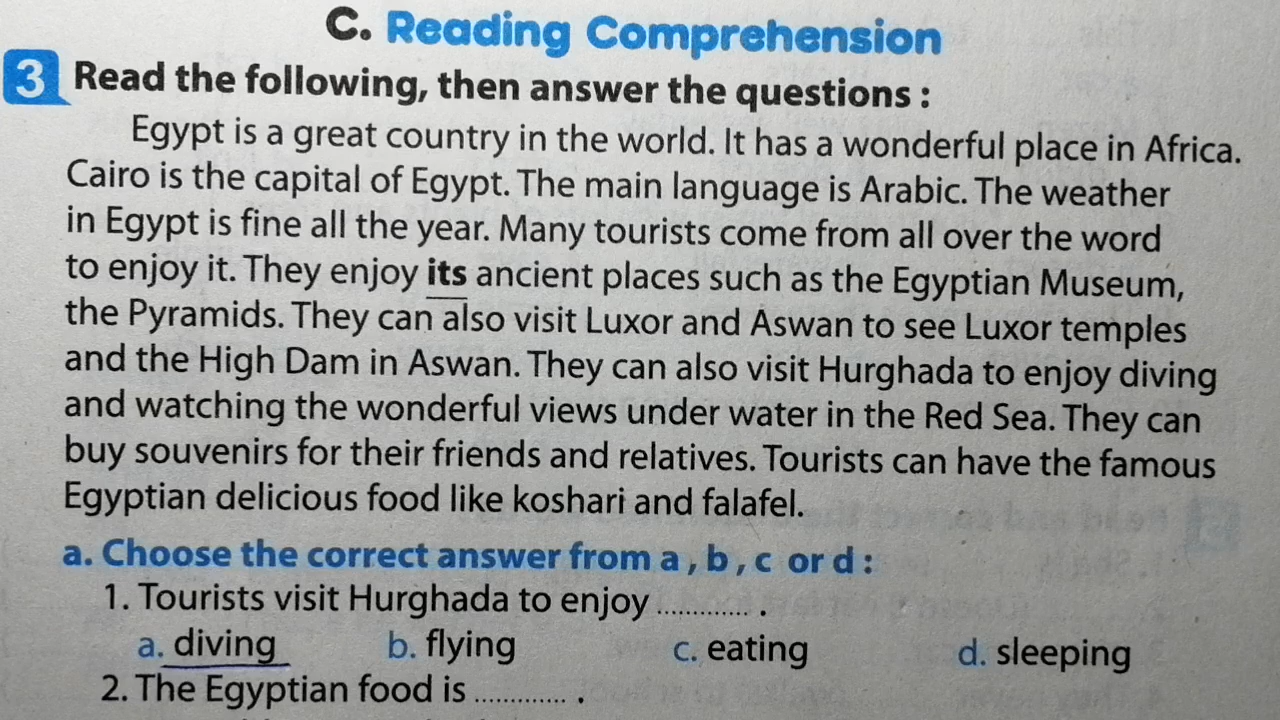 C. Reading Comprehension
3 Read the following, then answer the questions :
Egypt is a great country in the world. It has a wonderful place in Africa.
Cairo is the capital of Egypt. The main language is Arabic. The weather
in Egypt is fine all the year. Many tourists come from all over the word
to enjoy it. They enjoy its ancient places such as the Egyptian Museum,
the Pyramids. They can also visit Luxor and Aswan to see Luxor temples
and the High Dam in Aswan. They can also visit Hurghada to enjoy diving
and watching the wonderful views under water in the Red Sea. They can
buy souvenirs for their friends and relatives. Tourists can have the famous
Egyptian delicious food like koshari and falafel.
a. Choose the correct answer from a , b , c or d :
1. Tourists visit Hurghada to enjoy ............. .
a. diving b. flying c. eating d. sleeping
2. The Egyptian food is ............. .